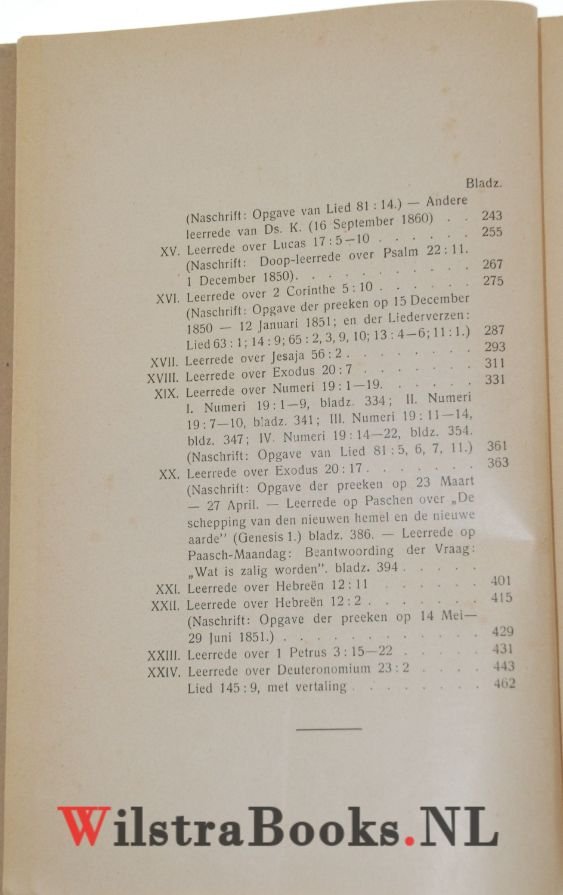 Bladz.
(Naschrift: Opgave van Lied 81 : 14.) — Andere
leerrede van Ds. K. (16 September 1860) . . 243
XV. Leerrede over Lucas 17 : 5—10 . . . . . . 255
(Naschrift: Doop-leerrede over Psalm 22 : 11.
1 December 1850). . . . . . . . . . 267
XVI. Leerrede over 2 Corinthe 5 : 10 . . . . . . 275
(Naschrift: Opgave der preeken op 15 December
1850 — 12 Januari 1851; en der Liederverzen:
Lied 63 : 1; 14 : 9; 65 : 2, 3, 9, 10; 13 : 4—6; 11 : 1.) 287
XVII. Leerrede over Jesaja 56 : 2 . . . . . . . 293
XVIII. Leerrede over Exodus 20 : 7 . . . . . . . 311
XIX. Leerrede over Numeri 19 : 1—19. . . . . . 331
I. Numeri 19 : 1—9, bladz. 334; II. Numeri
19 : 7—10, bladz. 341; III. Numeri 19 : 11—14,
bldz. 347; IV. Numeri 19 : 14—22, bldz. 354.
(Naschrift: Opgave van Lied 81 : 5, 6, 7, 11.) 361
XX. Leerrede over Exodus 20 : 17 . . . . . . . 363
(Naschrift: Opgave der preeken op 23 Maart
— 27 April. — Leerrede op Paschen over „De
schepping van den nieuwen hemel en de nieuwe
aarde” (Genesis 1.) bladz. 386. — Leerrede op
Paasch-Maandag: Beantwoording der Vraag:
„Wat is zalig worden”. bladz. 394 . . . . .
XXI. Leerrede over Hebreën 12 : 11 . . . . . . 401
XXII. Leerrede over Hebreën 12 : 2 . . . . . . . 415
(Naschrift: Opgave der preeken op 14 Mei—
29 Juni 1851.) . . . . . . . . . . . 429
XXIII. Leerrede over 1 Petrus 3 : 15—22 . . . . . 431
XXIV. Leerrede over Deuteronomium 23 : 2 . . . . 443
Lied 145 : 9, met vertaling . . . . . . . . 462
WilstraBooks.NL